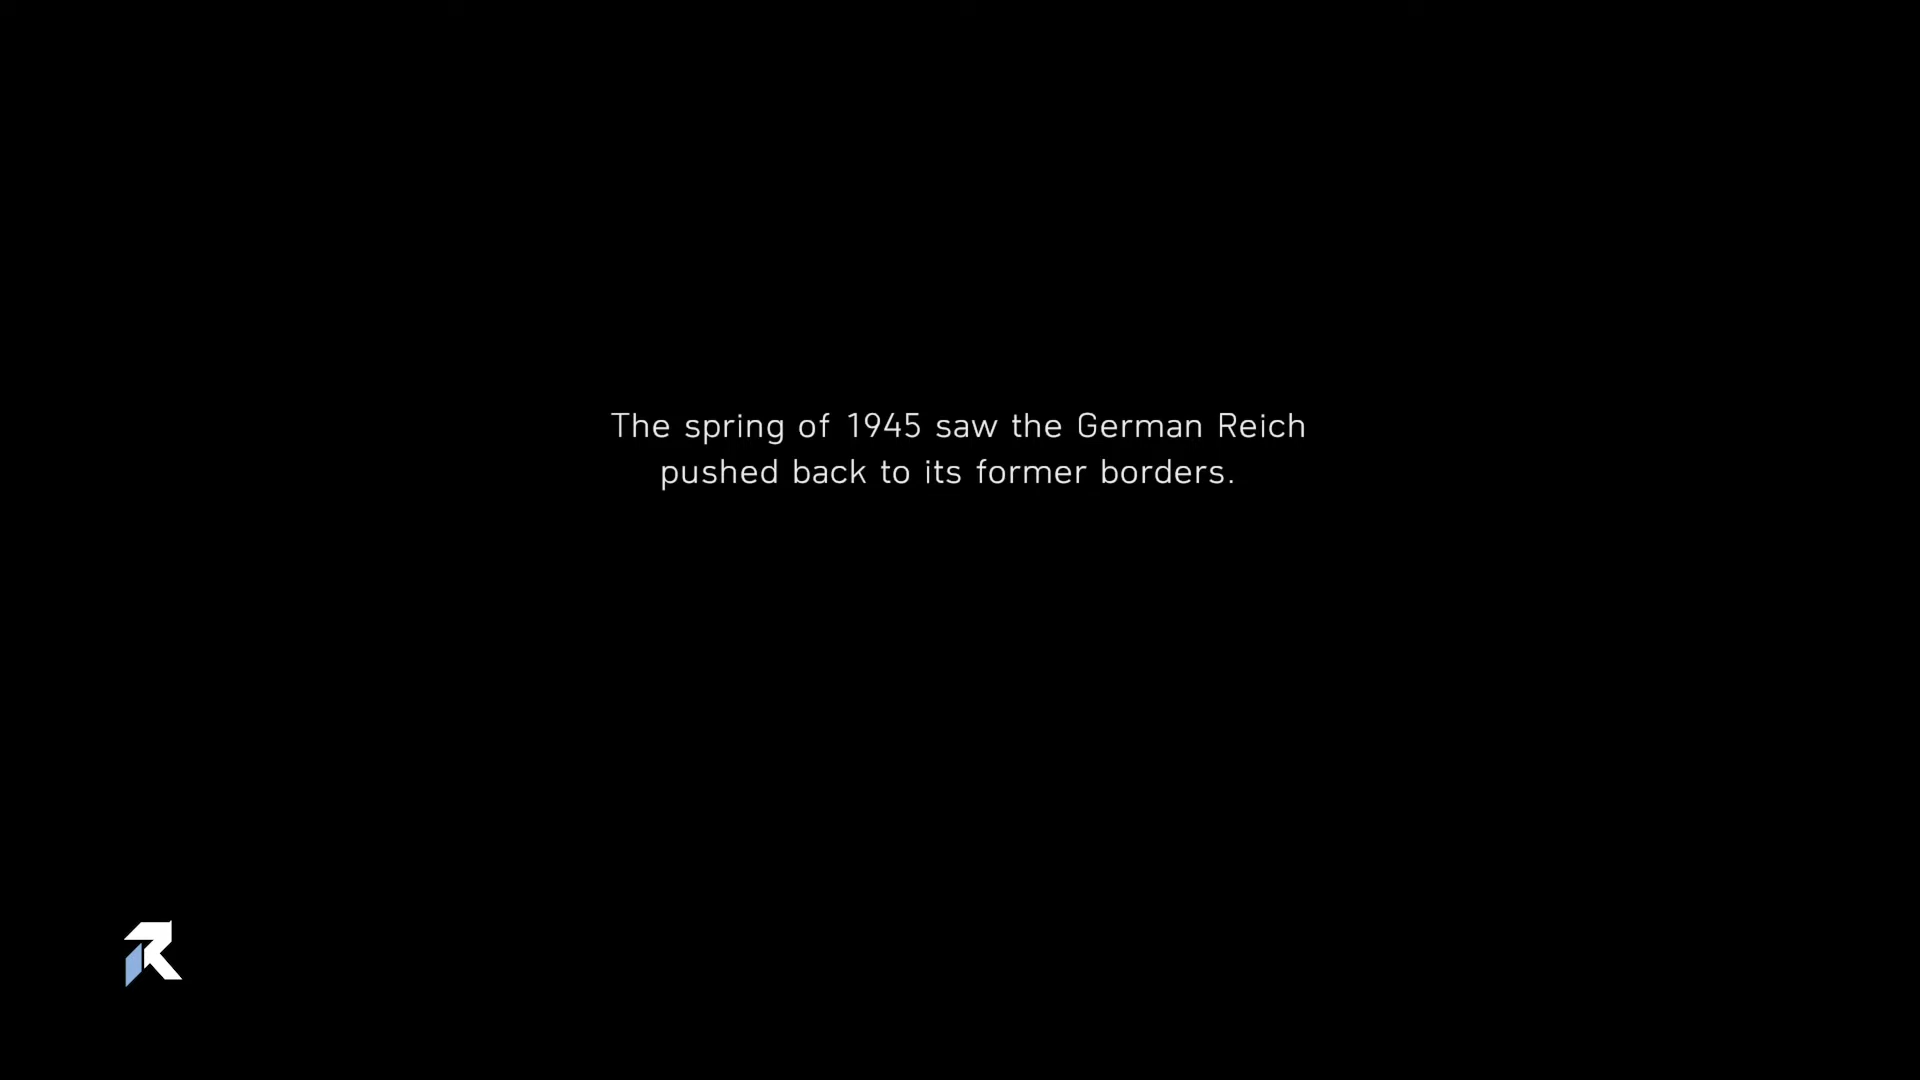 The spring of 1945 saw the German Reich
pushed back to its former borders.
R